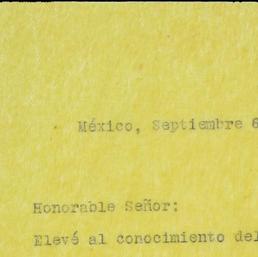 México, Septiembre 6
Honorable Señor:
Elevé al conocimiento del